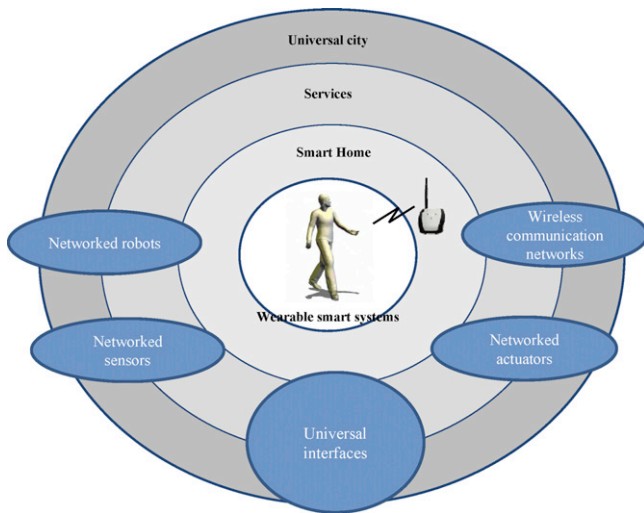 Universal city
Services
Smart Home
Networked robots
Wireless
communication
networks
Wearable smart systems
Networked
sensors
Networked
actuators
Universal
interfaces